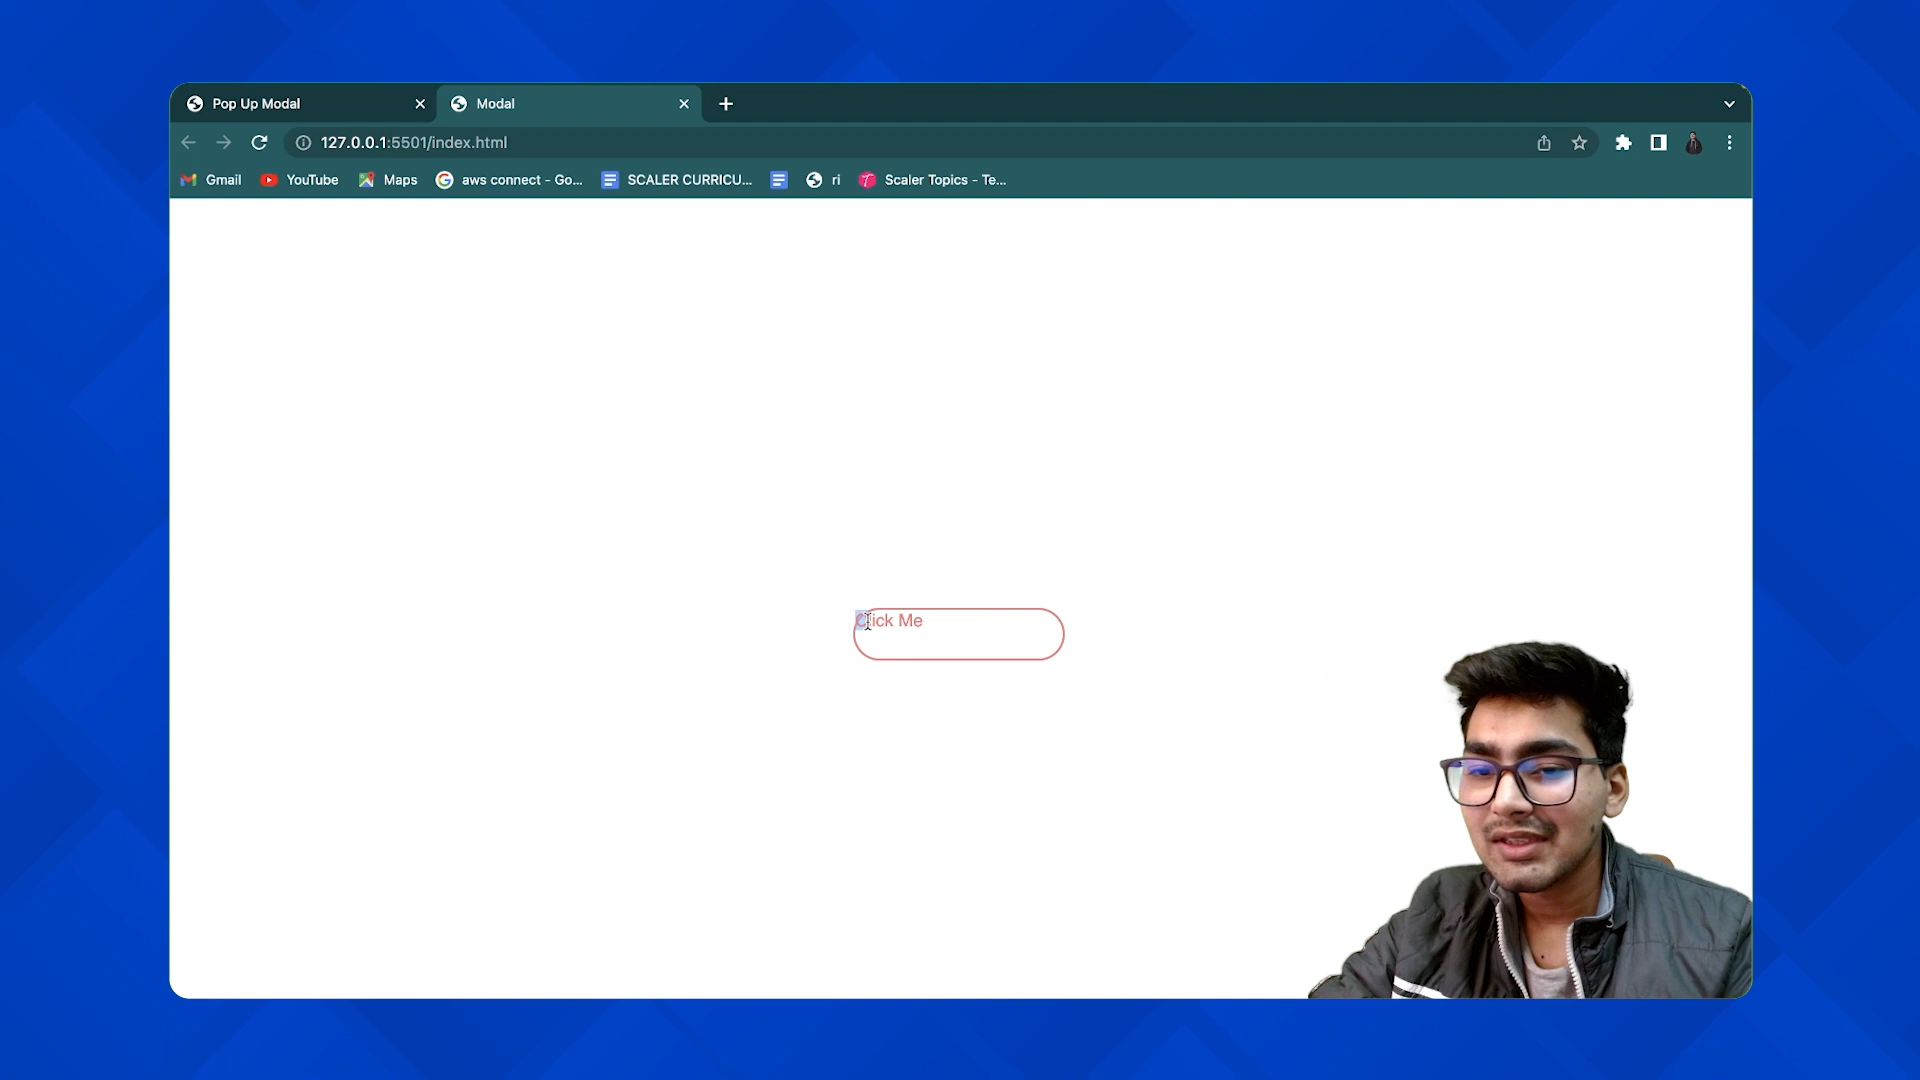 Pop Up Modal
Modal
127.0.0.1:5501/index.html
Gmail
YouTube
Maps
aws connect - Go...
SCALER CURRICU...
ri
Scaler Topics - Te...
Click Me